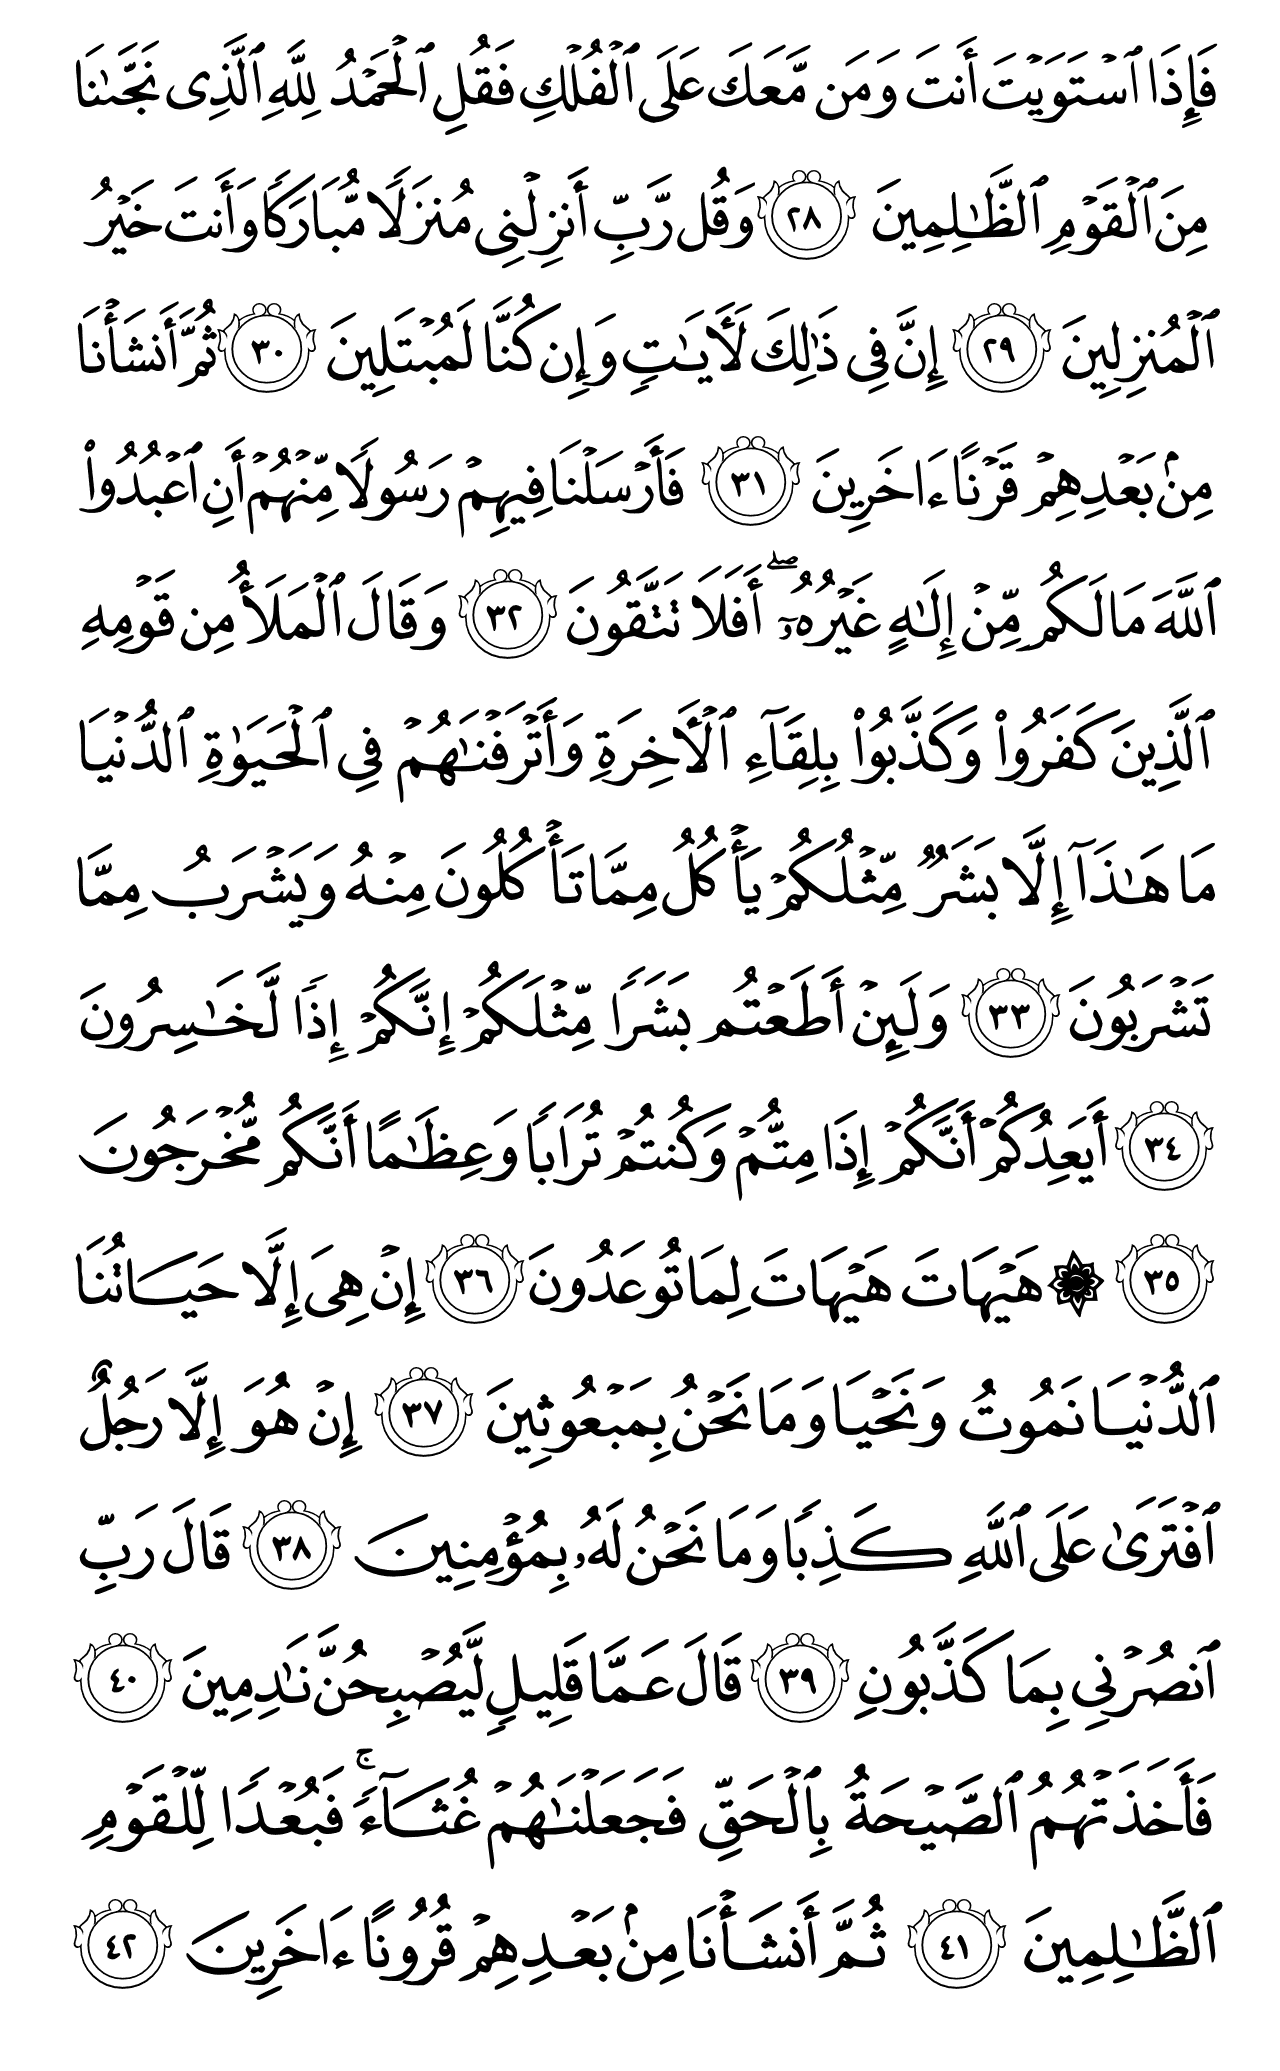 فَإِذَا ٱسْتَوَيْتَ أَنتَ وَمَن مَّعَكَ عَلَى ٱلْفُلْكِ فَقُلِ ٱلْحَمْدُ لِلَّهِ ٱلَّذِى نَجَّىٰنَا
مِنَ ٱلْقَوْمِ ٱلظَّٰلِمِينَ ٢٨ وَقُل رَّبِّ أَنزِلْنِى مُنزَلًا مُّبَارَكًا وَأَنتَ خَيْرُ
ٱلْمُنزِلِينَ ٢٩ إِنَّ فِى ذَٰلِكَ لَأٓيَٰتٍ وَإِن كُنَّا لَمُبْتَلِينَ ٣٠ ثُمَّ أَنشَأْنَا
مِنۢ بَعْدِهِمْ قَرْنًا ءَاخَرِينَ ٣١ فَأَرْسَلْنَا فِيهِمْ رَسُولًا مِّنْهُمْ أَنِ ٱعْبُدُوا۟
ٱللَّهَ مَا لَكُم مِّنْ إِلَٰهٍ غَيْرُهُۥٓ ۖ أَفَلَا تَتَّقُونَ ٣٢ وَقَالَ ٱلْمَلَأُ مِن قَوْمِهِ
ٱلَّذِينَ كَفَرُوا۟ وَكَذَّبُوا۟ بِلِقَآءِ ٱلْأَخِرَةِ وَأَتْرَفْنَٰهُمْ فِى ٱلْحَيَوٰةِ ٱلدُّنْيَا
مَا هَٰذَآ إِلَّا بَشَرٌ مِّثْلُكُمْ يَأْكُلُ مِمَّا تَأْكُلُونَ مِنْهُ وَيَشْرَبُ مِمَّا
تَشْرَبُونَ ٣٣ وَلَئِنْ أَطَعْتُم بَشَرًا مِّثْلَكُمْ إِنَّكُمْ إِذًا لَّخَٰسِرُونَ
٣٤ أَيَعِدُكُمْ أَنَّكُمْ إِذَا مِتُّمْ وَكُنتُمْ تُرَابًا وَعِظَٰمًا أَنَّكُم مُّخْرَجُونَ
٣٥ ۞ هَيْهَاتَ هَيْهَاتَ لِمَا تُوعَدُونَ ٣٦ إِنْ هِىَ إِلَّا حَيَاتُنَا
ٱلدُّنْيَا نَمُوتُ وَنَحْيَا وَمَا نَحْنُ بِمَبْعُوثِينَ ٣٧ إِنْ هُوَ إِلَّا رَجُلٌ
ٱفْتَرَىٰ عَلَى ٱللَّهِ كَذِبًا وَمَا نَحْنُ لَهُۥ بِمُؤْمِنِينَ ٣٨ قَالَ رَبِّ
ٱنصُرْنِى بِمَا كَذَّبُونِ ٣٩ قَالَ عَمَّا قَلِيلٍ لَّيُصْبِحُنَّ نَٰدِمِينَ ٤٠
فَأَخَذَتْهُمُ ٱلصَّيْحَةُ بِٱلْحَقِّ فَجَعَلْنَٰهُمْ غُثَآءً ۚ فَبُعْدًا لِّلْقَوْمِ
ٱلظَّٰلِمِينَ ٤١ ثُمَّ أَنشَأْنَا مِنۢ بَعْدِهِمْ قُرُونًا ءَاخَرِينَ ٤٢